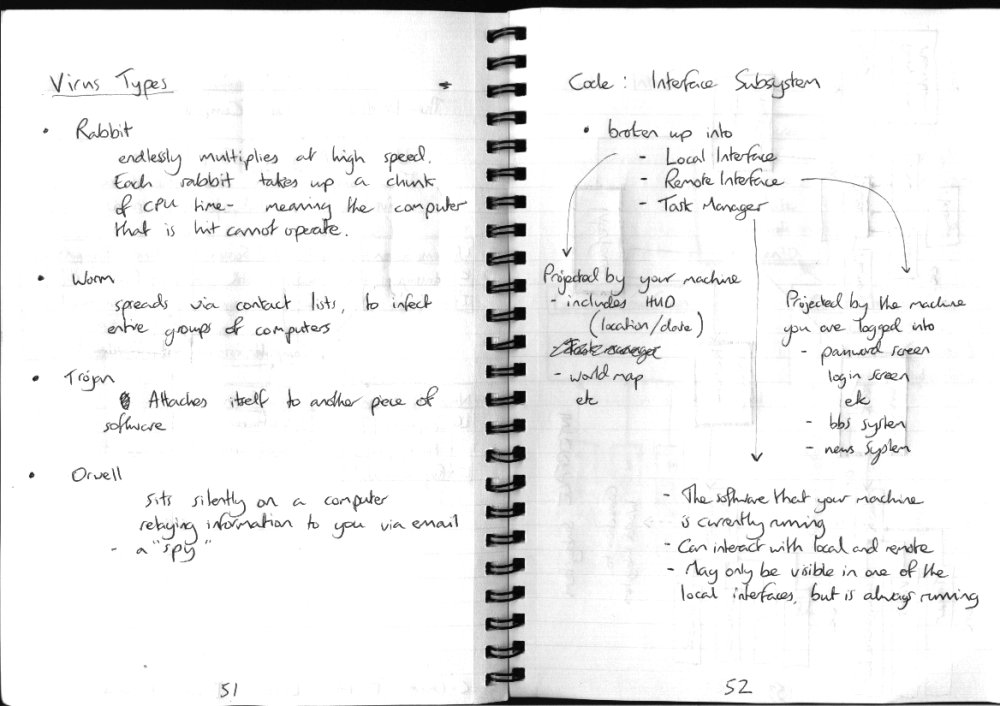 Virus Types
• Rabbit
endlessly multiplies at high speed.
Each rabbit takes up a chunk
of CPU time - meaning the computer
that is hit cannot operate.
• Worm
spreads via contact lists, to infect
entire groups of computers
• Trojan
Attaches itself to another piece of
software
• Orwell
sits silently on a computer
relaying information to you via email
- a "spy"
51
Code : Interface Subsystem
• broken up into
- Local Interface
- Remote Interface
- Task Manager
Projected by your machine
- includes HUD
(location/date)
- world map
etc
Projected by the machine
you are logged into
- password screen
login screen
etc
- bbs system
- news system
- The software that your machine
is currently running
- Can interact with local and remote
- May only be visible in one of the
local interfaces, but is always running
52